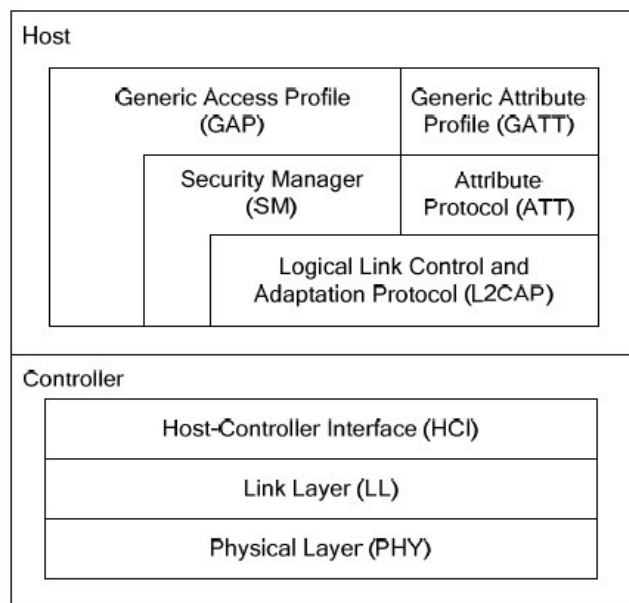 Host
Generic Access Profile
(GAP)
Generic Attribute
Profile (GATT)
Security Manager
(SM)
Attribute
Protocol (ATT)
Logical Link Control and
Adaptation Protocol (L2CAP)
Controller
Host-Controller Interface (HCI)
Link Layer (LL)
Physical Layer (PHY)